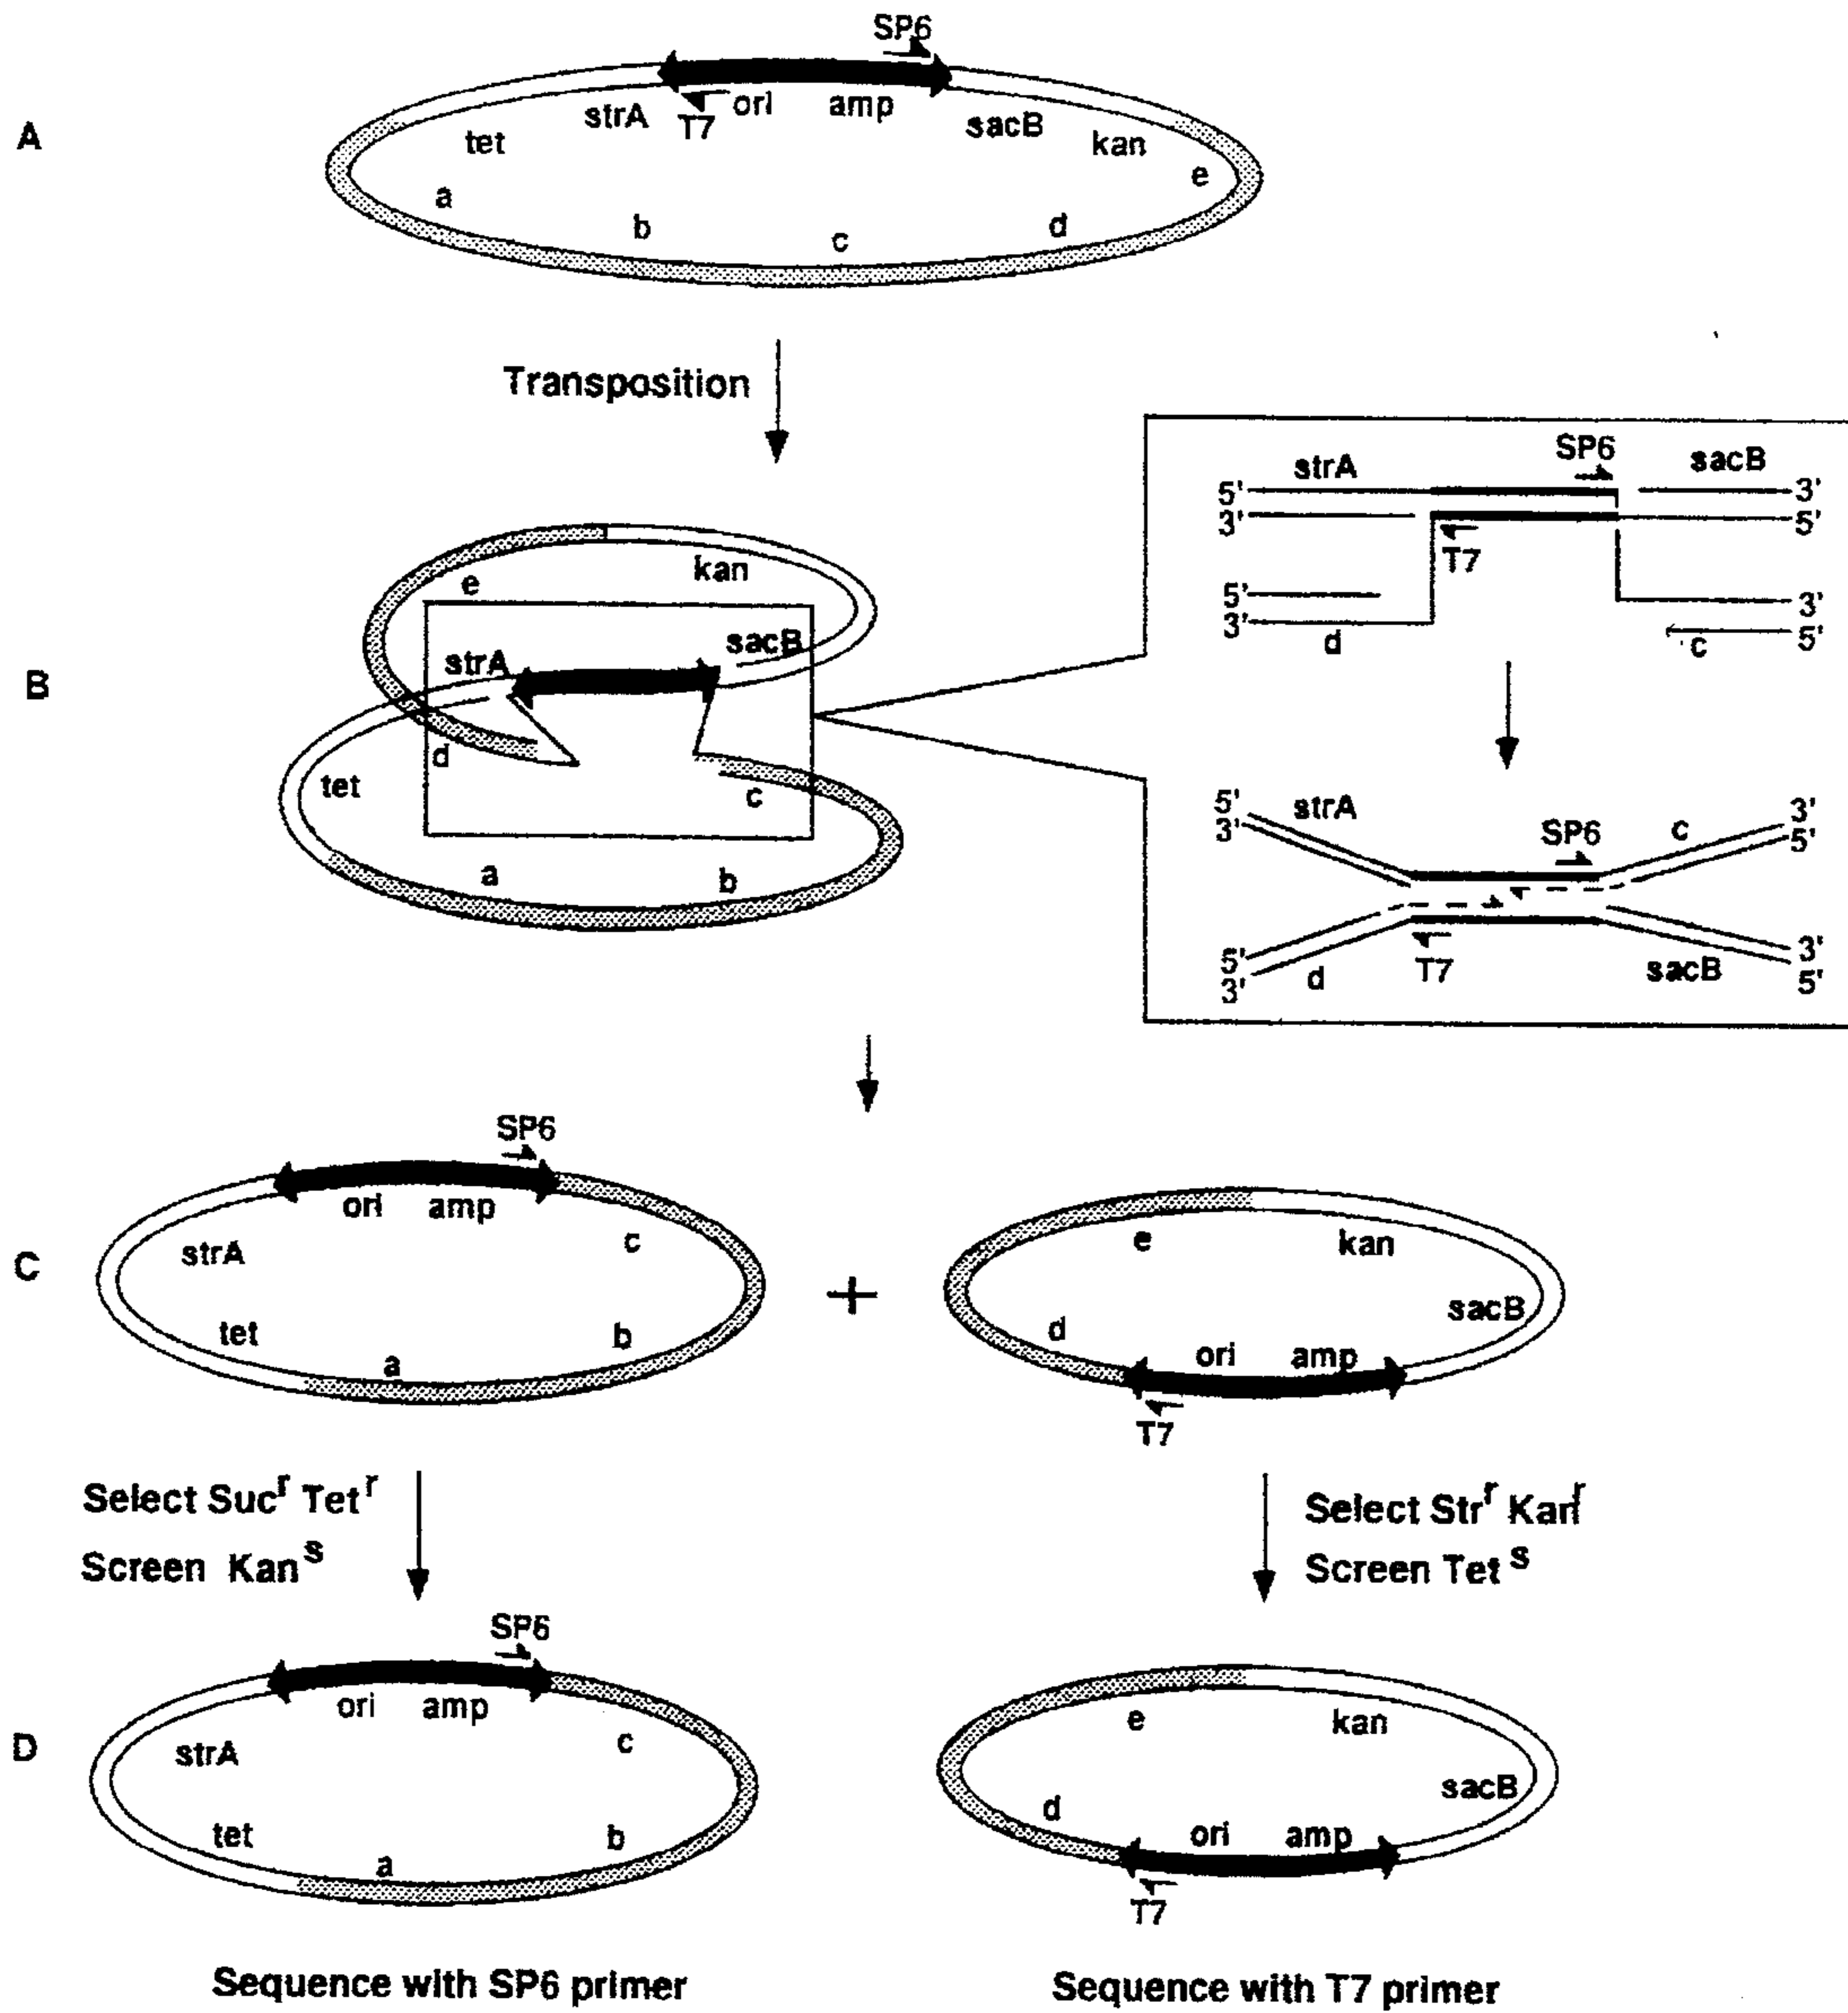 SP6
A
tet strA T7 ori amp sacB kan
a b c d e
Transposition
B
e kan
strA sacB
d c
tet
a b
SP6
strA sacB
5' 3'
3' 5'
T7
5' 3'
3' 5'
d c
5' strA SP6 c 3'
3' 5'
5' 3'
3' d T7 sacB 5'
C
SP6
ori amp
strA c
tet a b
+
e kan
d sacB
ori amp
T7
Select Suc^r Tet^r
Screen Kan^s
Select Str^r Kan^r
Screen Tet^s
D
SP6
ori amp
strA c
tet a b
e kan
d sacB
ori amp
T7
Sequence with SP6 primer
Sequence with T7 primer